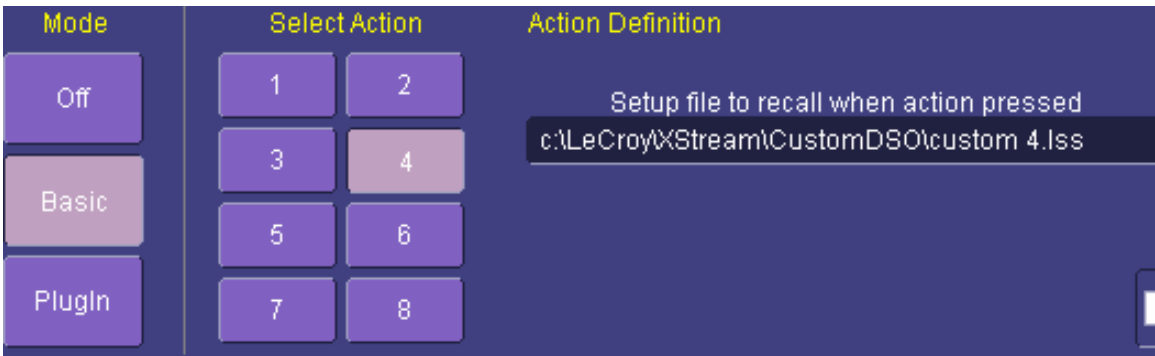 Mode
Off
Basic
PlugIn
Select Action
1 2
3 4
5 6
7 8
Action Definition
Setup file to recall when action pressed
c:\LeCroy\XStream\CustomDSO\custom 4.lss